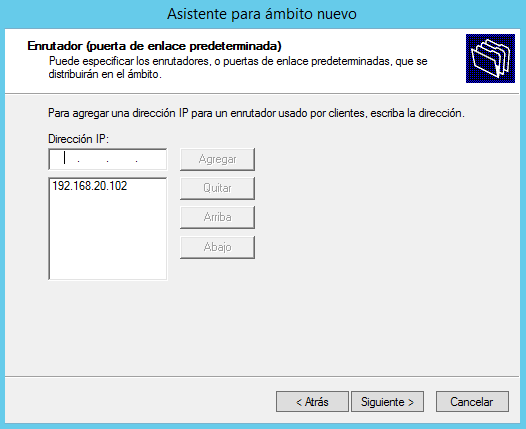 Asistente para ámbito nuevo
Enrutador (puerta de enlace predeterminada)
Puede especificar los enrutadores, o puertas de enlace predeterminadas, que se
distribuirán en el ámbito.
Para agregar una dirección IP para un enrutador usado por clientes, escriba la dirección.
Dirección IP:
. . .
Agregar
192.168.20.102
Quitar
Arriba
Abajo
< Atrás
Siguiente >
Cancelar